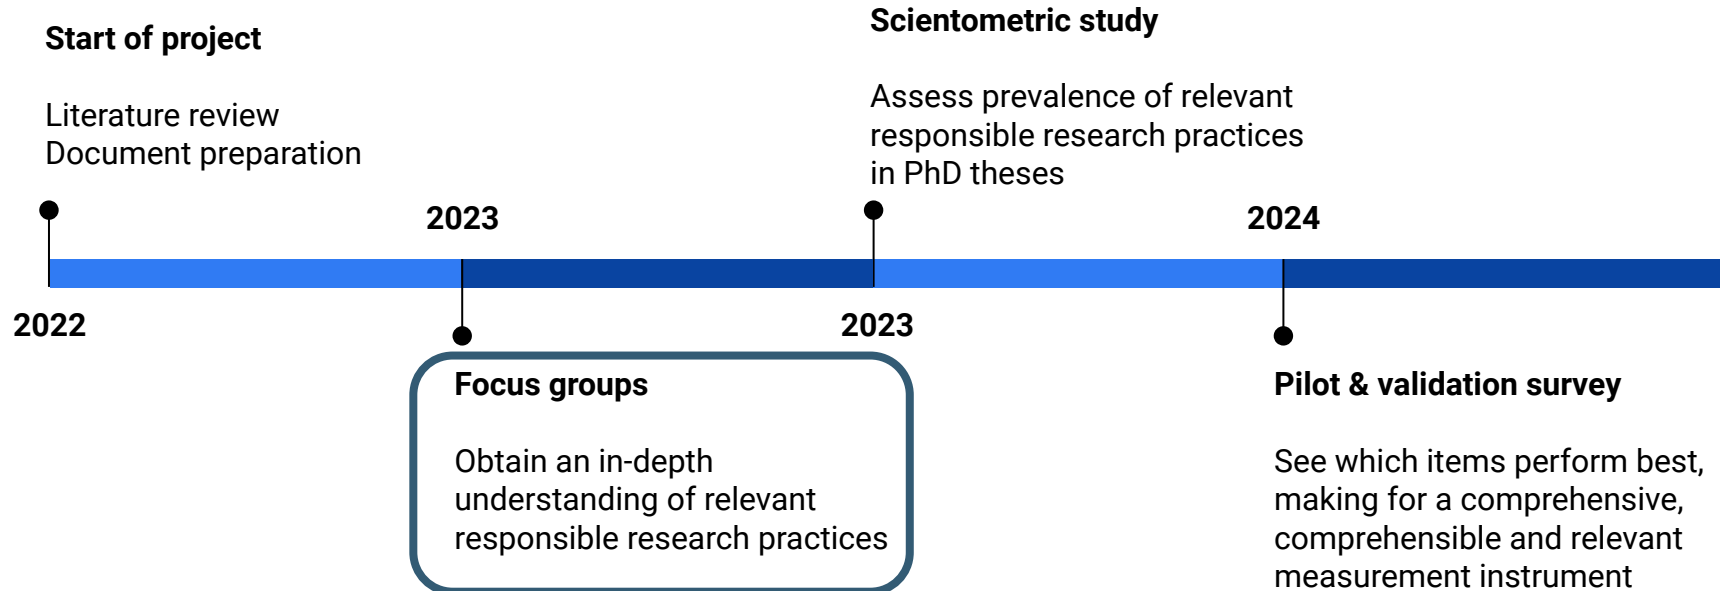 Start of project
Literature review
Document preparation
2022
2023
Focus groups
Obtain an in-depth
understanding of relevant
responsible research practices
Scientometric study
Assess prevalence of relevant
responsible research practices
in PhD theses
2023
2024
Pilot & validation survey
See which items perform best,
making for a comprehensive,
comprehensible and relevant
measurement instrument